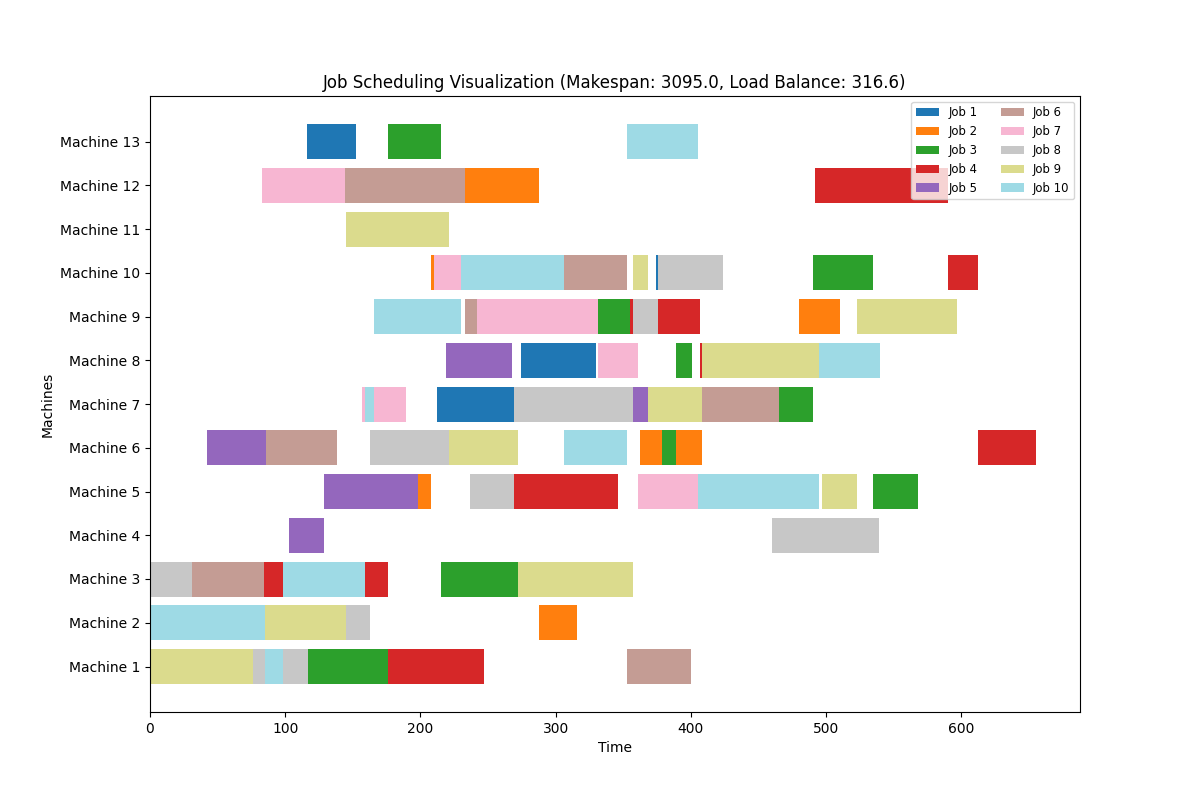 Job Scheduling Visualization (Makespan: 3095.0, Load Balance: 316.6)
Job 1
Job 2
Job 3
Job 4
Job 5
Job 6
Job 7
Job 8
Job 9
Job 10
Machines
Machine 13
Machine 12
Machine 11
Machine 10
Machine 9
Machine 8
Machine 7
Machine 6
Machine 5
Machine 4
Machine 3
Machine 2
Machine 1
0 100 200 300 400 500 600
Time